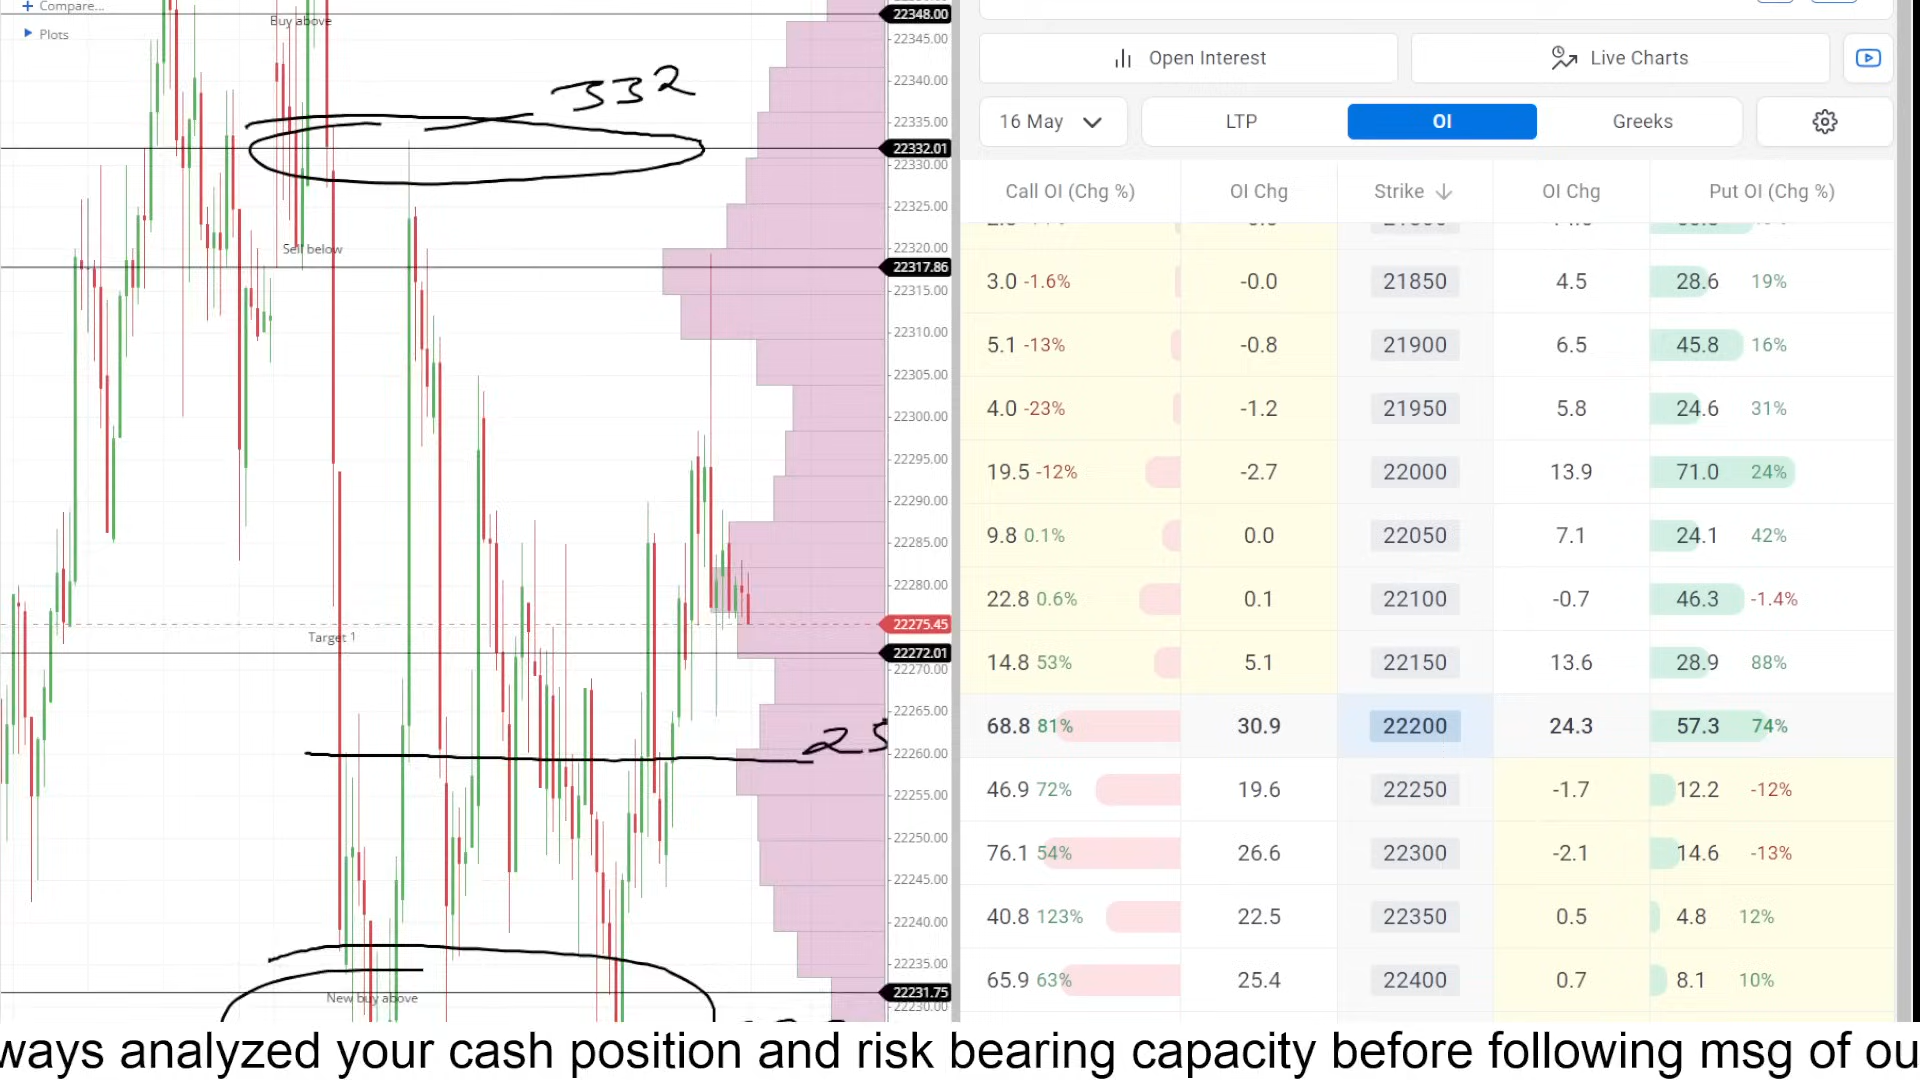 Compare...
Plots
Buy above
332
Sell below
Target 1
New buy above
22348.00
22345.00
22340.00
22335.00
22332.01
22330.00
22325.00
22320.00
22317.86
22315.00
22310.00
22305.00
22300.00
22295.00
22290.00
22285.00
22280.00
22275.45
22272.01
22270.00
22265.00
22260.00
22255.00
22250.00
22245.00
22240.00
22235.00
22231.75
22230.00
Open Interest Live Charts
16 May LTP OI Greeks
Call OI (Chg %) OI Chg Strike ↓ OI Chg Put OI (Chg %)
3.0 -1.6% -0.0 21850 4.5 28.6 19%
5.1 -13% -0.8 21900 6.5 45.8 16%
4.0 -23% -1.2 21950 5.8 24.6 31%
19.5 -12% -2.7 22000 13.9 71.0 24%
9.8 0.1% 0.0 22050 7.1 24.1 42%
22.8 0.6% 0.1 22100 -0.7 46.3 -1.4%
14.8 53% 5.1 22150 13.6 28.9 88%
68.8 81% 30.9 22200 24.3 57.3 74%
46.9 72% 19.6 22250 -1.7 12.2 -12%
76.1 54% 26.6 22300 -2.1 14.6 -13%
40.8 123% 22.5 22350 0.5 4.8 12%
65.9 63% 25.4 22400 0.7 8.1 10%
ways analyzed your cash position and risk bearing capacity before following msg of ou